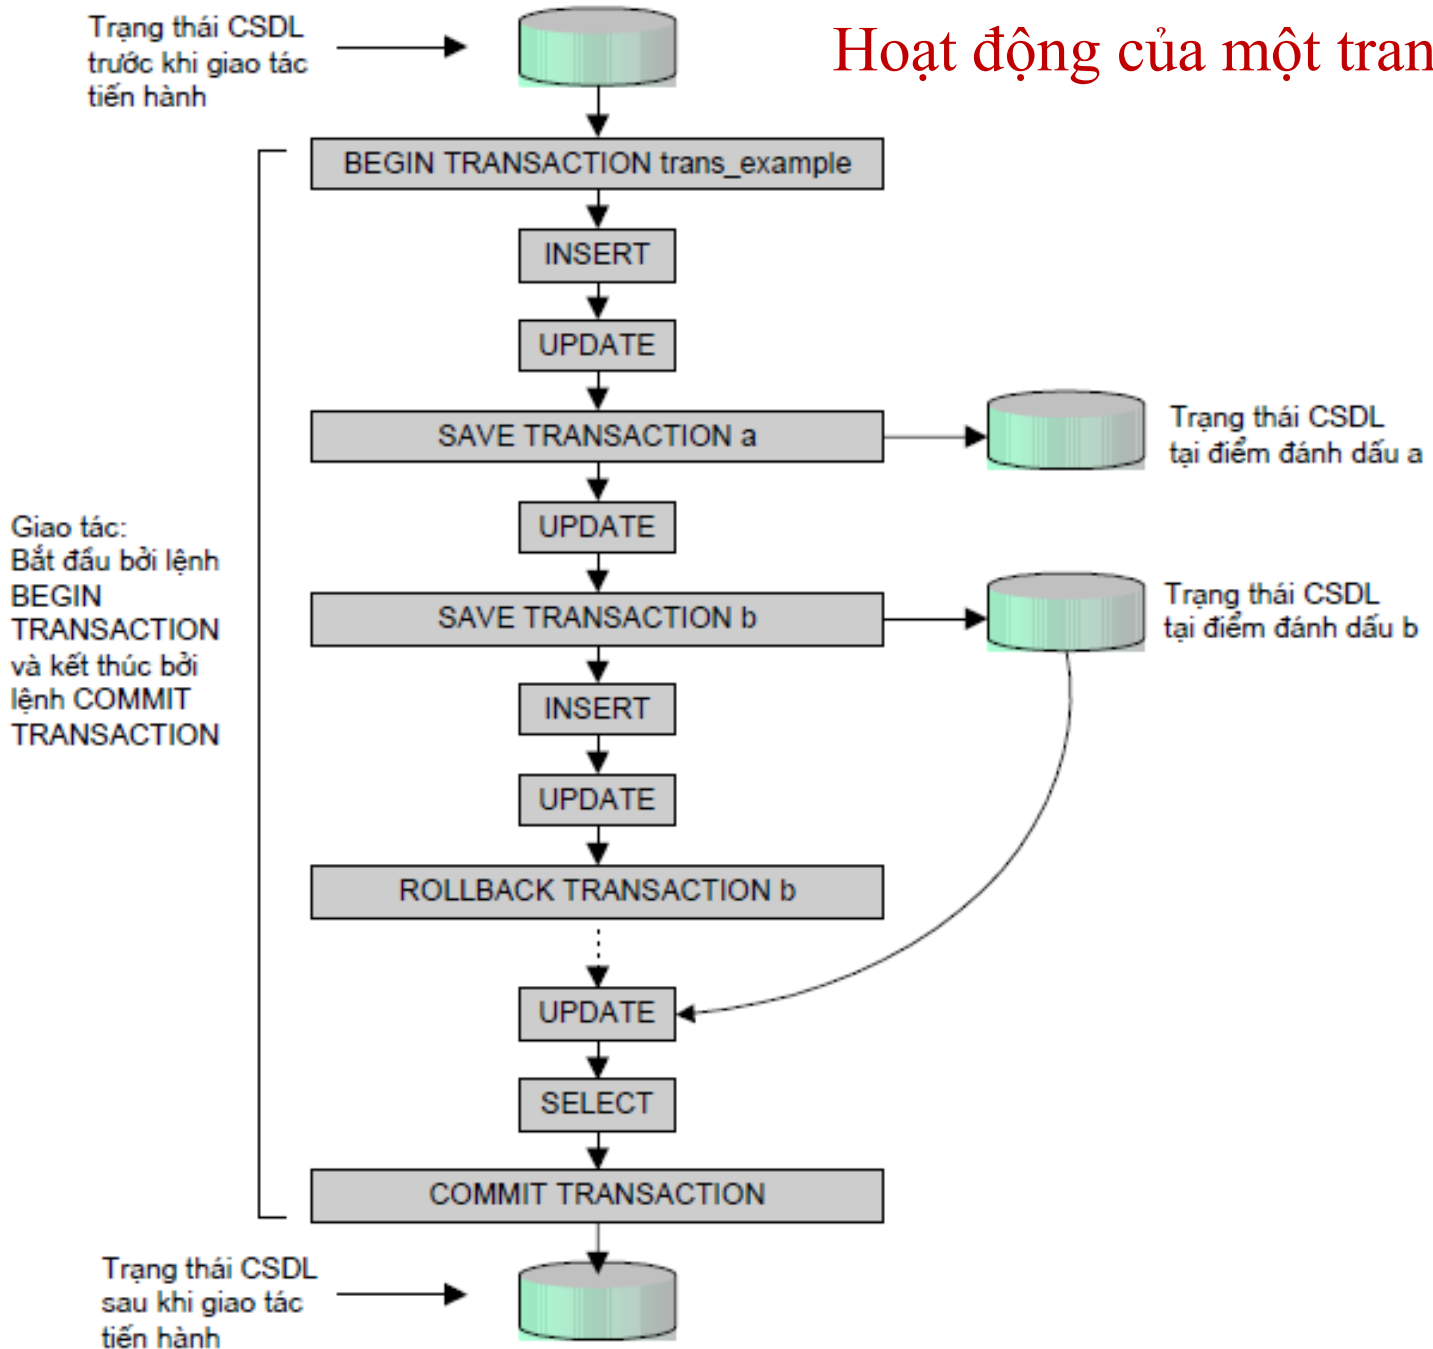 Hoạt động của một tran
Trạng thái CSDL
trước khi giao tác
tiến hành
BEGIN TRANSACTION trans_example
INSERT
UPDATE
SAVE TRANSACTION a
Trạng thái CSDL
tại điểm đánh dấu a
UPDATE
Giao tác:
Bắt đầu bởi lệnh
BEGIN
TRANSACTION
và kết thúc bởi
lệnh COMMIT
TRANSACTION
SAVE TRANSACTION b
Trạng thái CSDL
tại điểm đánh dấu b
INSERT
UPDATE
ROLLBACK TRANSACTION b
UPDATE
SELECT
COMMIT TRANSACTION
Trạng thái CSDL
sau khi giao tác
tiến hành